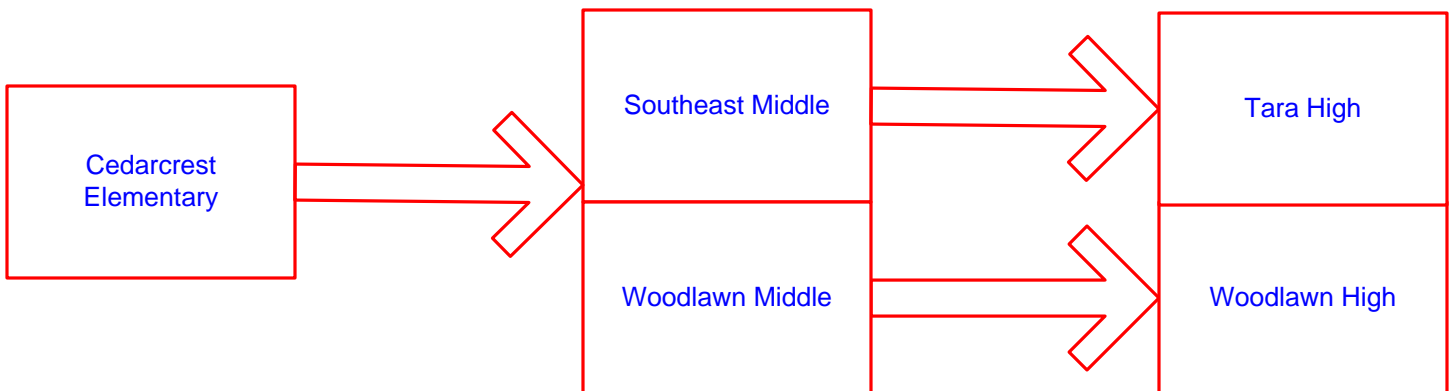 Cedarcrest
Elementary
Southeast Middle
Woodlawn Middle
Tara High
Woodlawn High